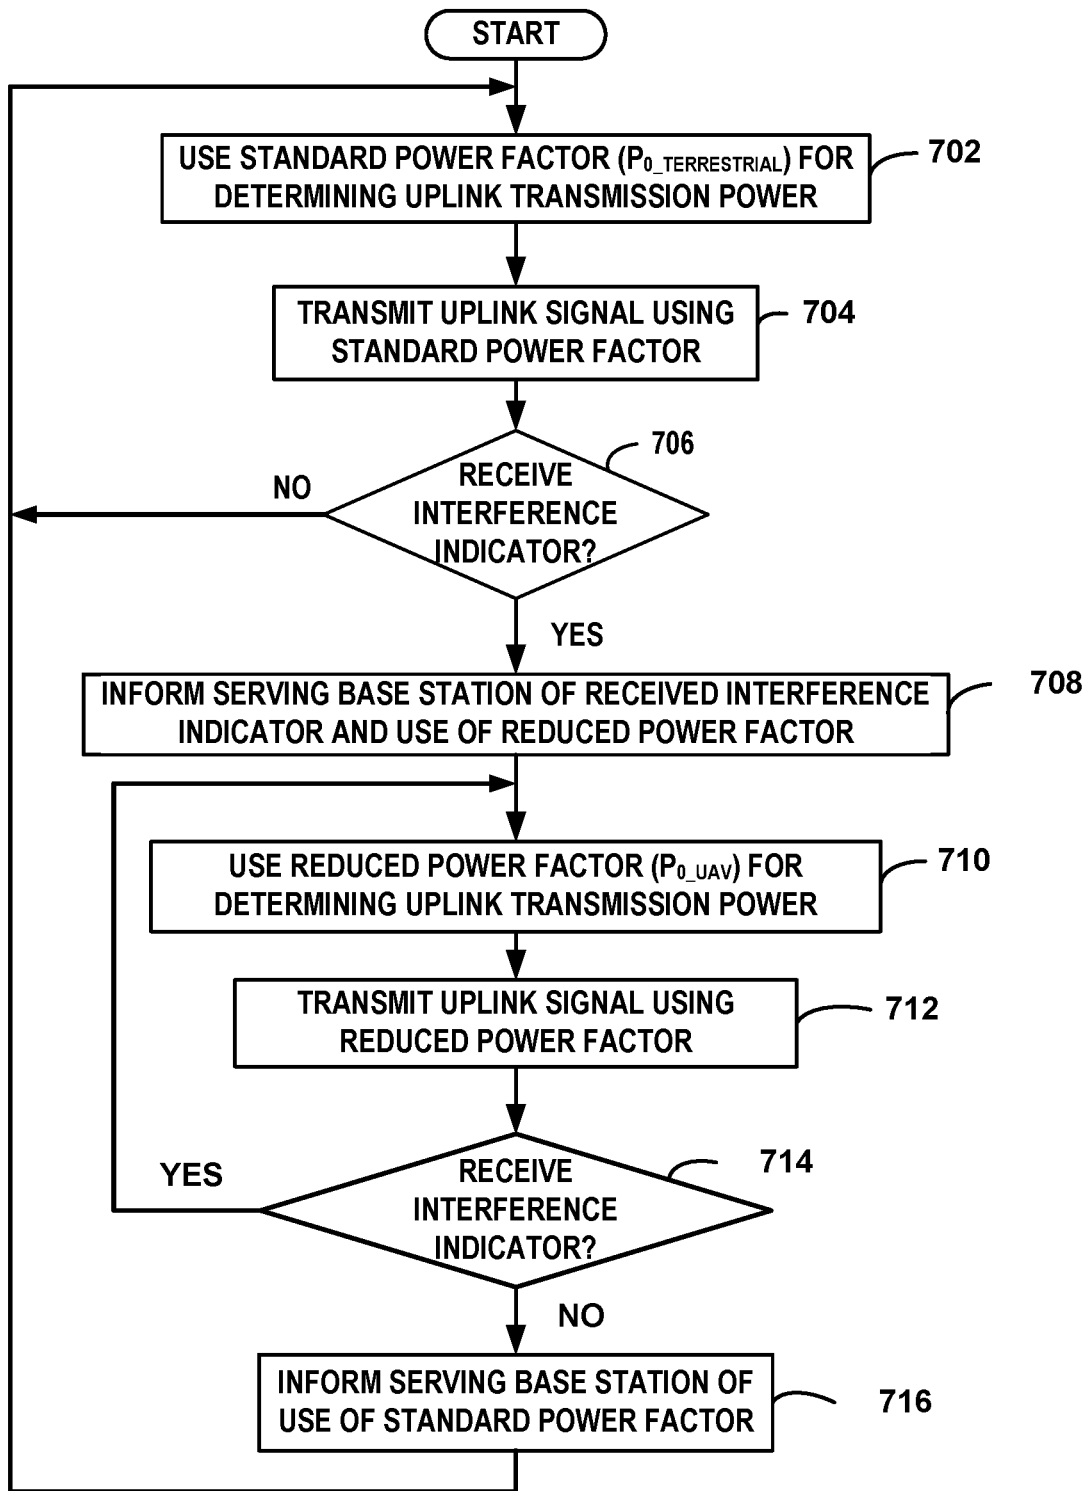 START
USE STANDARD POWER FACTOR (P0_TERRESTRIAL) FOR
DETERMINING UPLINK TRANSMISSION POWER
702
TRANSMIT UPLINK SIGNAL USING
STANDARD POWER FACTOR
704
RECEIVE
INTERFERENCE
INDICATOR?
706
NO
YES
INFORM SERVING BASE STATION OF RECEIVED INTERFERENCE
INDICATOR AND USE OF REDUCED POWER FACTOR
708
USE REDUCED POWER FACTOR (P0_UAV) FOR
DETERMINING UPLINK TRANSMISSION POWER
710
TRANSMIT UPLINK SIGNAL USING
REDUCED POWER FACTOR
712
RECEIVE
INTERFERENCE
INDICATOR?
714
YES
NO
INFORM SERVING BASE STATION OF
USE OF STANDARD POWER FACTOR
716